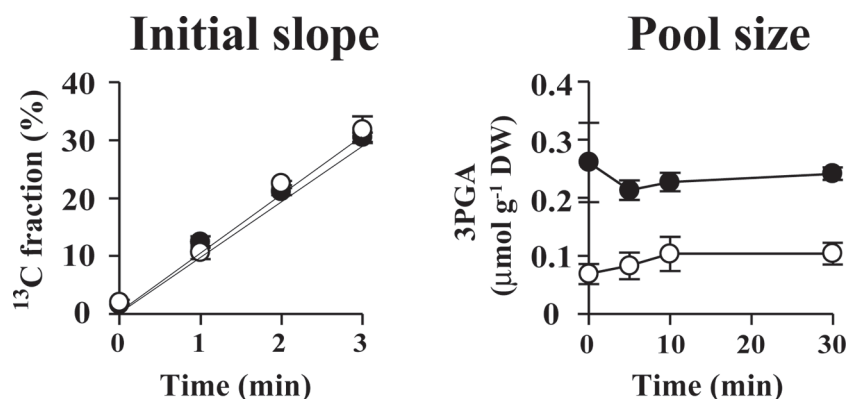 Initial slope
¹³C fraction (%)
40
30
20
10
0
0 1 2 3
Time (min)
Pool size
3PGA
(μmol g⁻¹ DW)
0.4
0.3
0.2
0.1
0
0 10 20 30
Time (min)